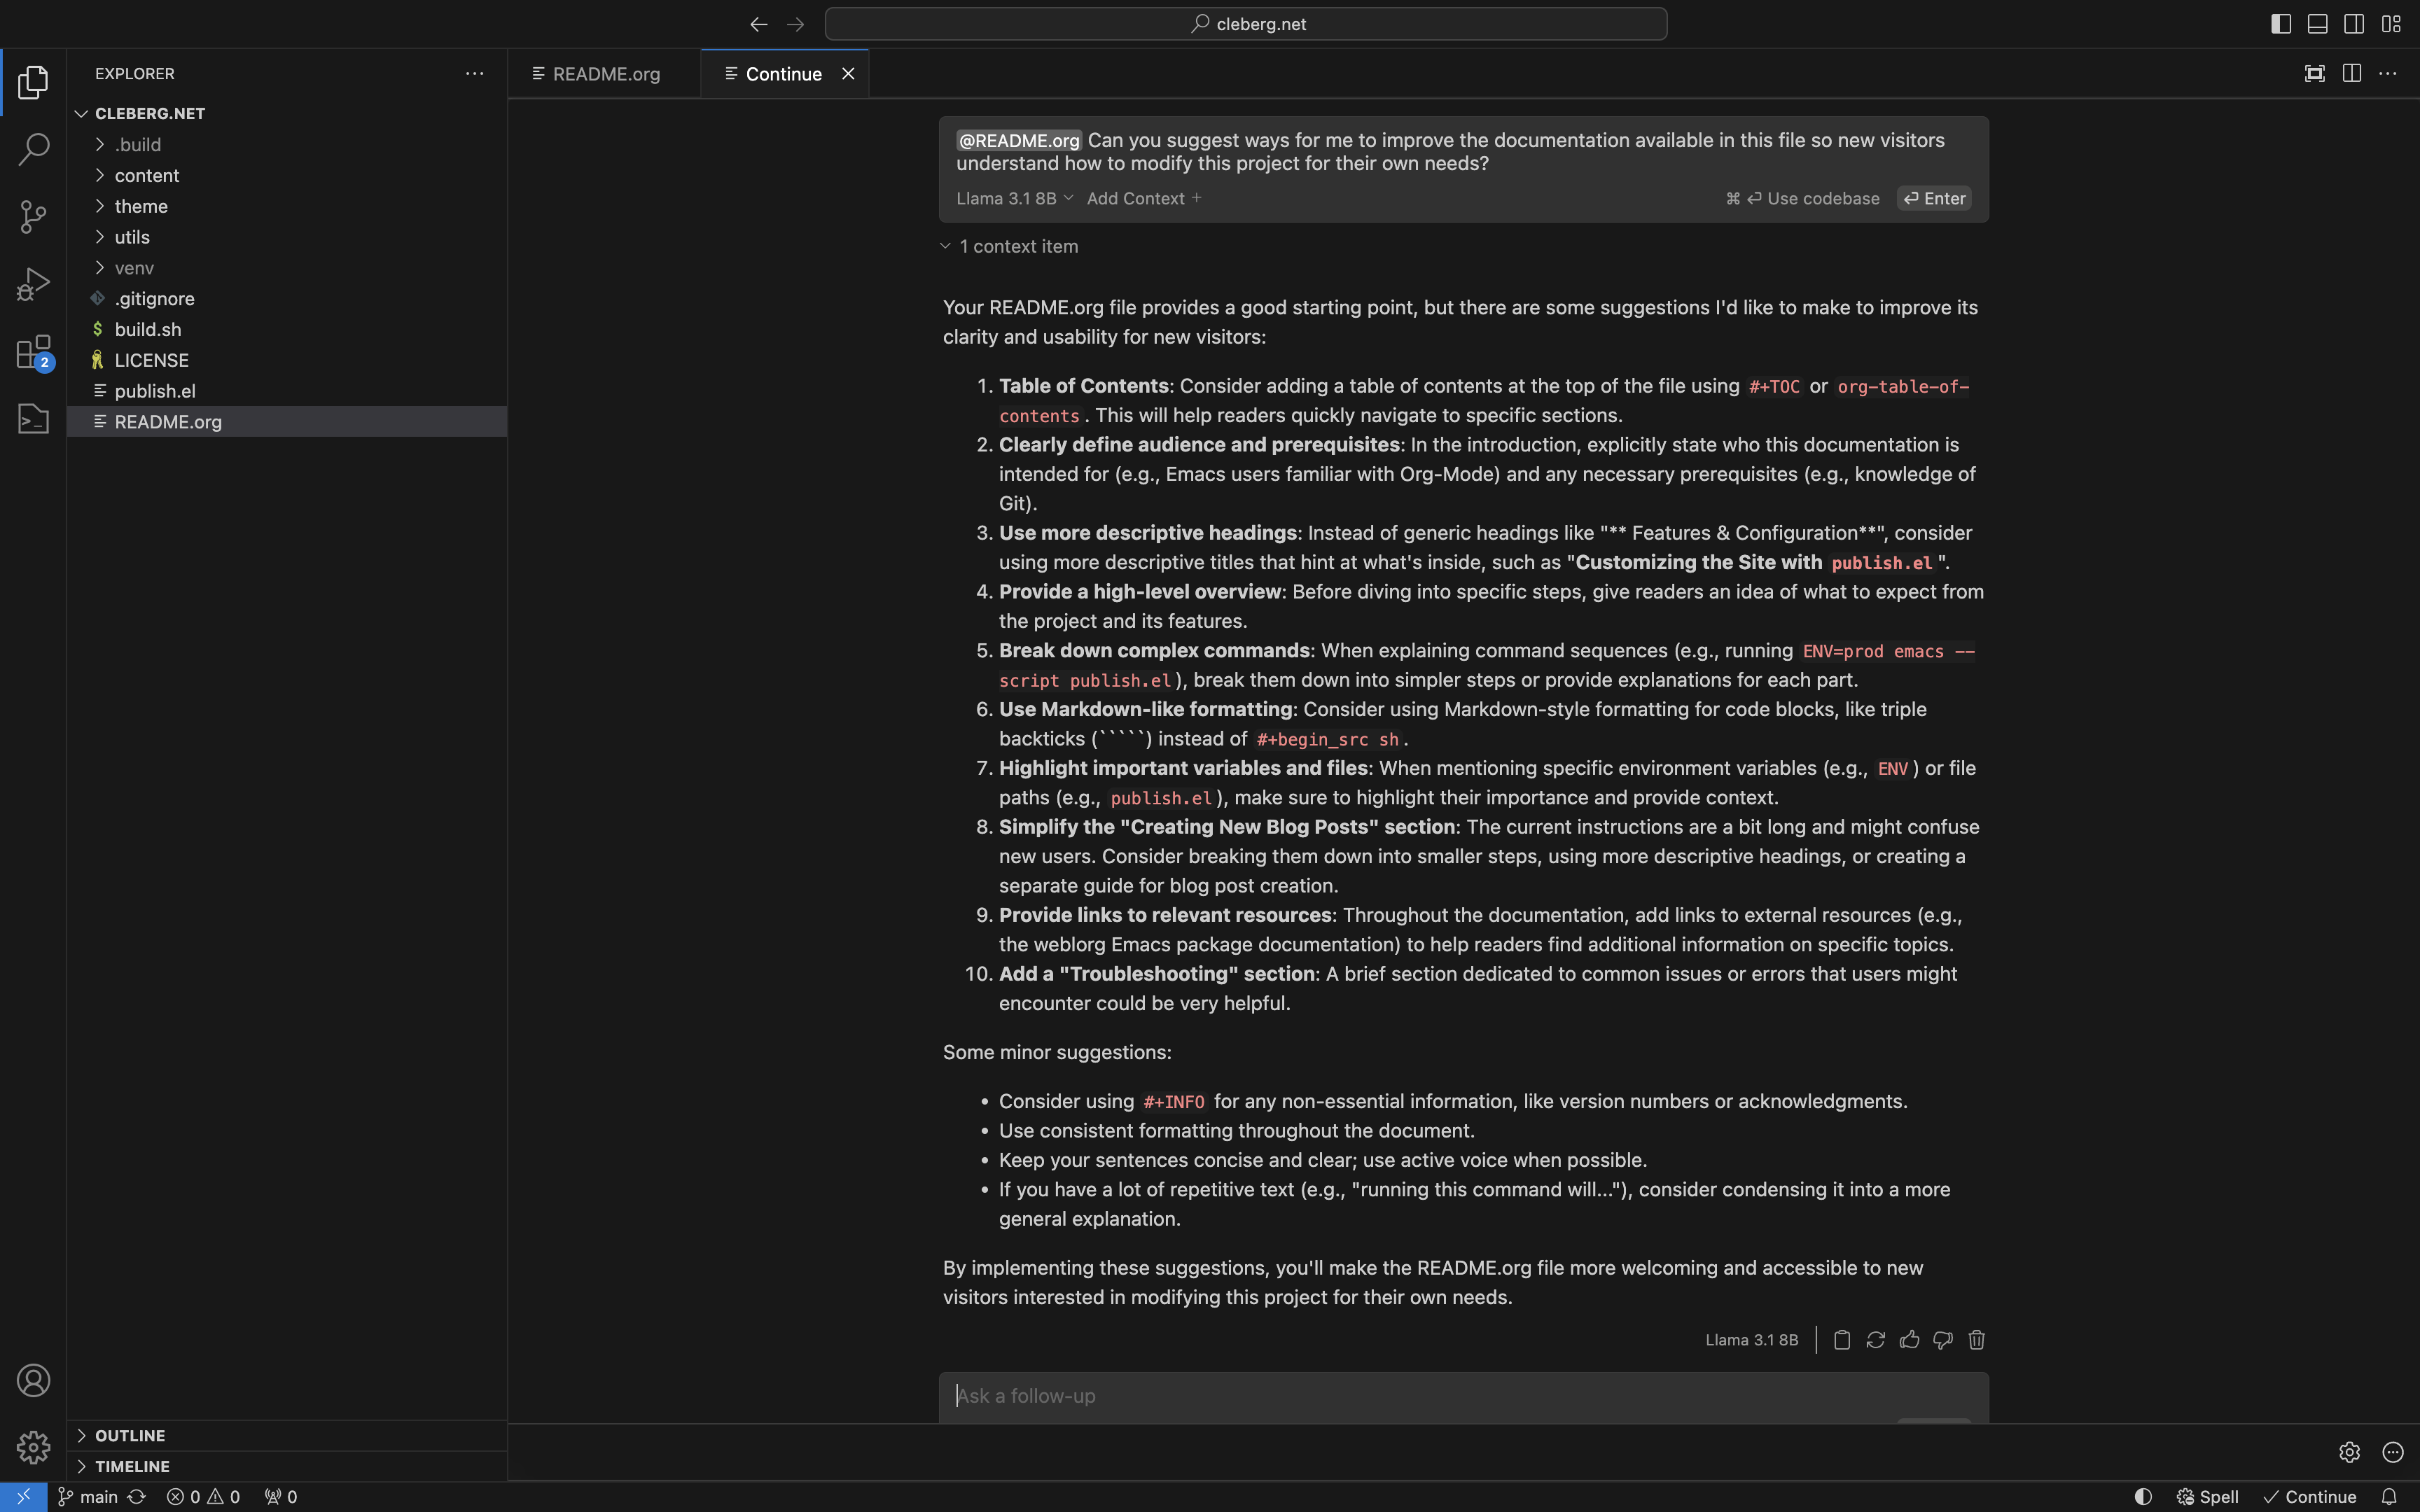 cleberg.net
EXPLORER
CLEBERG.NET
.build
content
theme
utils
venv
.gitignore
$ build.sh
LICENSE
publish.el
README.org
2
OUTLINE
TIMELINE
README.org
Continue
@README.org Can you suggest ways for me to improve the documentation available in this file so new visitors
understand how to modify this project for their own needs?
Llama 3.1 8B Add Context + ⌘ ⏎ Use codebase ⏎ Enter
1 context item
Your README.org file provides a good starting point, but there are some suggestions I'd like to make to improve its
clarity and usability for new visitors:
1. Table of Contents: Consider adding a table of contents at the top of the file using #+TOC or org-table-of-
contents. This will help readers quickly navigate to specific sections.
2. Clearly define audience and prerequisites: In the introduction, explicitly state who this documentation is
intended for (e.g., Emacs users familiar with Org-Mode) and any necessary prerequisites (e.g., knowledge of
Git).
3. Use more descriptive headings: Instead of generic headings like "** Features & Configuration**", consider
using more descriptive titles that hint at what's inside, such as "Customizing the Site with publish.el".
4. Provide a high-level overview: Before diving into specific steps, give readers an idea of what to expect from
the project and its features.
5. Break down complex commands: When explaining command sequences (e.g., running ENV=prod emacs --
script publish.el), break them down into simpler steps or provide explanations for each part.
6. Use Markdown-like formatting: Consider using Markdown-style formatting for code blocks, like triple
backticks (`````) instead of #+begin_src sh.
7. Highlight important variables and files: When mentioning specific environment variables (e.g., ENV) or file
paths (e.g., publish.el), make sure to highlight their importance and provide context.
8. Simplify the "Creating New Blog Posts" section: The current instructions are a bit long and might confuse
new users. Consider breaking them down into smaller steps, using more descriptive headings, or creating a
separate guide for blog post creation.
9. Provide links to relevant resources: Throughout the documentation, add links to external resources (e.g.,
the weblorg Emacs package documentation) to help readers find additional information on specific topics.
10. Add a "Troubleshooting" section: A brief section dedicated to common issues or errors that users might
encounter could be very helpful.
Some minor suggestions:
• Consider using #+INFO for any non-essential information, like version numbers or acknowledgments.
• Use consistent formatting throughout the document.
• Keep your sentences concise and clear; use active voice when possible.
• If you have a lot of repetitive text (e.g., "running this command will..."), consider condensing it into a more
general explanation.
By implementing these suggestions, you'll make the README.org file more welcoming and accessible to new
visitors interested in modifying this project for their own needs.
Llama 3.1 8B
Ask a follow-up
main 0 0 0 Spell Continue